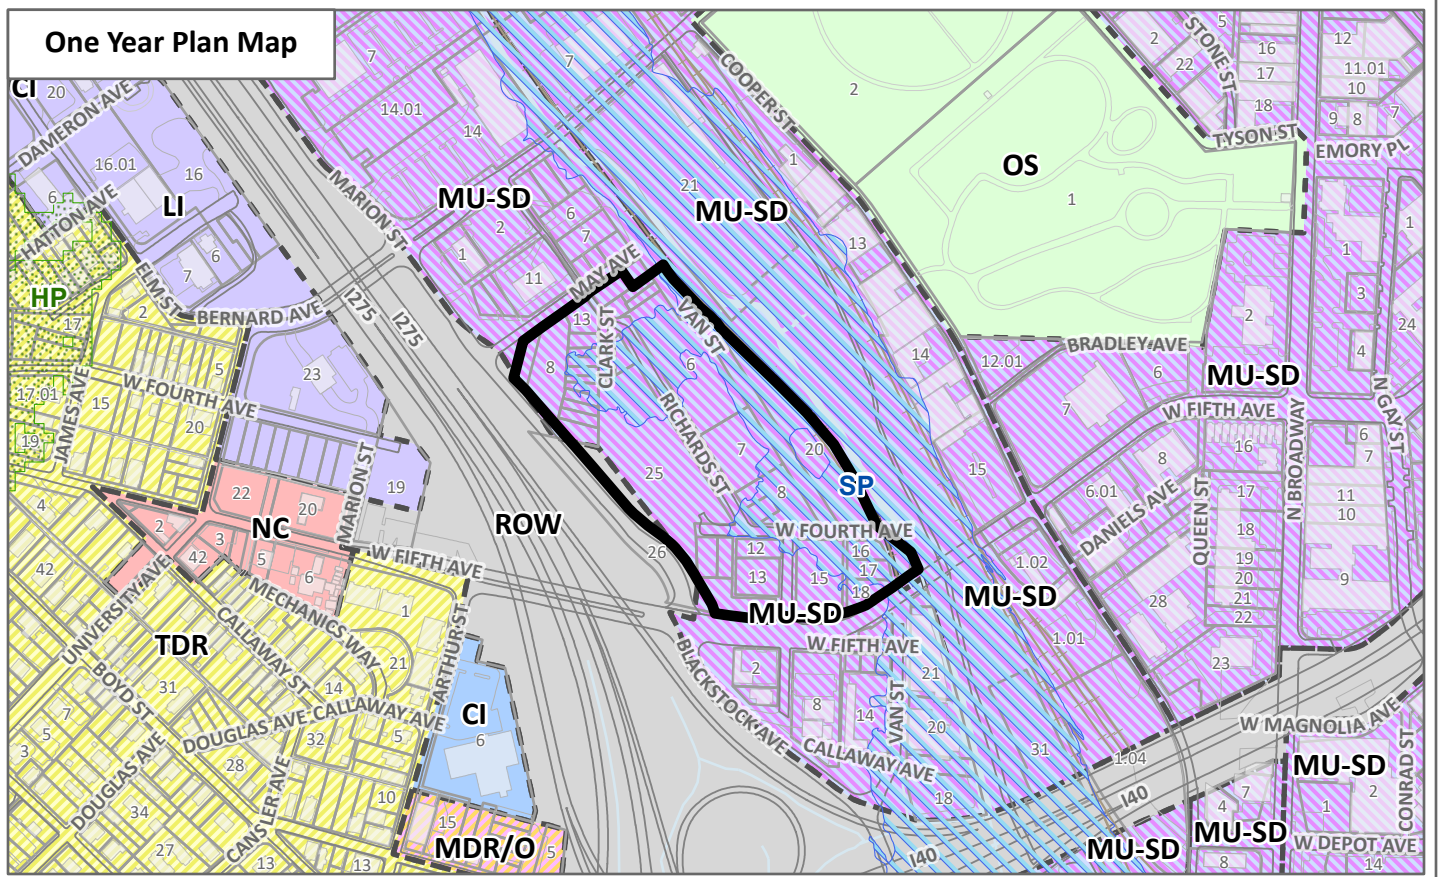 One Year Plan Map
CI
20
DAMERON AVE
16.01
16
6
HATTON AVE
LI
HP
ELM ST
7
6
17
2
BERNARD AVE
I275
I275
MARION ST
7
7
14.01
14
MU-SD
2
6
7
1
11
MAY AVE
21
MU-SD
COOPER ST
1
13
2
OS
1
STONE ST
2
22
5
16
17
18
TYSON ST
12
11.01
10
9
8
7
EMORY PL
1
1
3
4
24
2
MU-SD
BRADLEY AVE
12.01
14
6
7
W FIFTH AVE
N BROADWAY
N GAY ST
17.01
19
JAMES AVE
15
W FOURTH AVE
5
20
23
19
MARION ST
13
8
CLARK ST
VAN ST
6
RICHARDS ST
25
7
8
20
SP
W FOURTH AVE
12
13
15
16
17
18
MU-SD
26
15
6.01
8
DANIELS AVE
QUEEN ST
16
17
18
19
20
21
22
23
28
6
7
11
10
9
1.02
MU-SD
1.01
4
42
2
22
20
NC
3
42
5
6
ROW
W FIFTH AVE
UNIVERSITY AVE
MECHANICS WAY
CALLAWAY ST
TDR
BOYD ST
31
1
21
14
ARTHUR ST
DOUGLAS AVE
CALLAWAY AVE
32
5
7
5
3
28
DOUGLAS AVE
CANSLER AVE
34
27
13
13
10
CI
6
15
MDR/O
5
W FIFTH AVE
BLACKSTOCK AVE
2
8
14
VAN ST
21
20
CALLAWAY AVE
18
31
1.04
I40
I40
W MAGNOLIA AVE
MU-SD
CONRAD ST
1
2
4
7
MU-SD
MU-SD
8
W DEPOT AVE
14